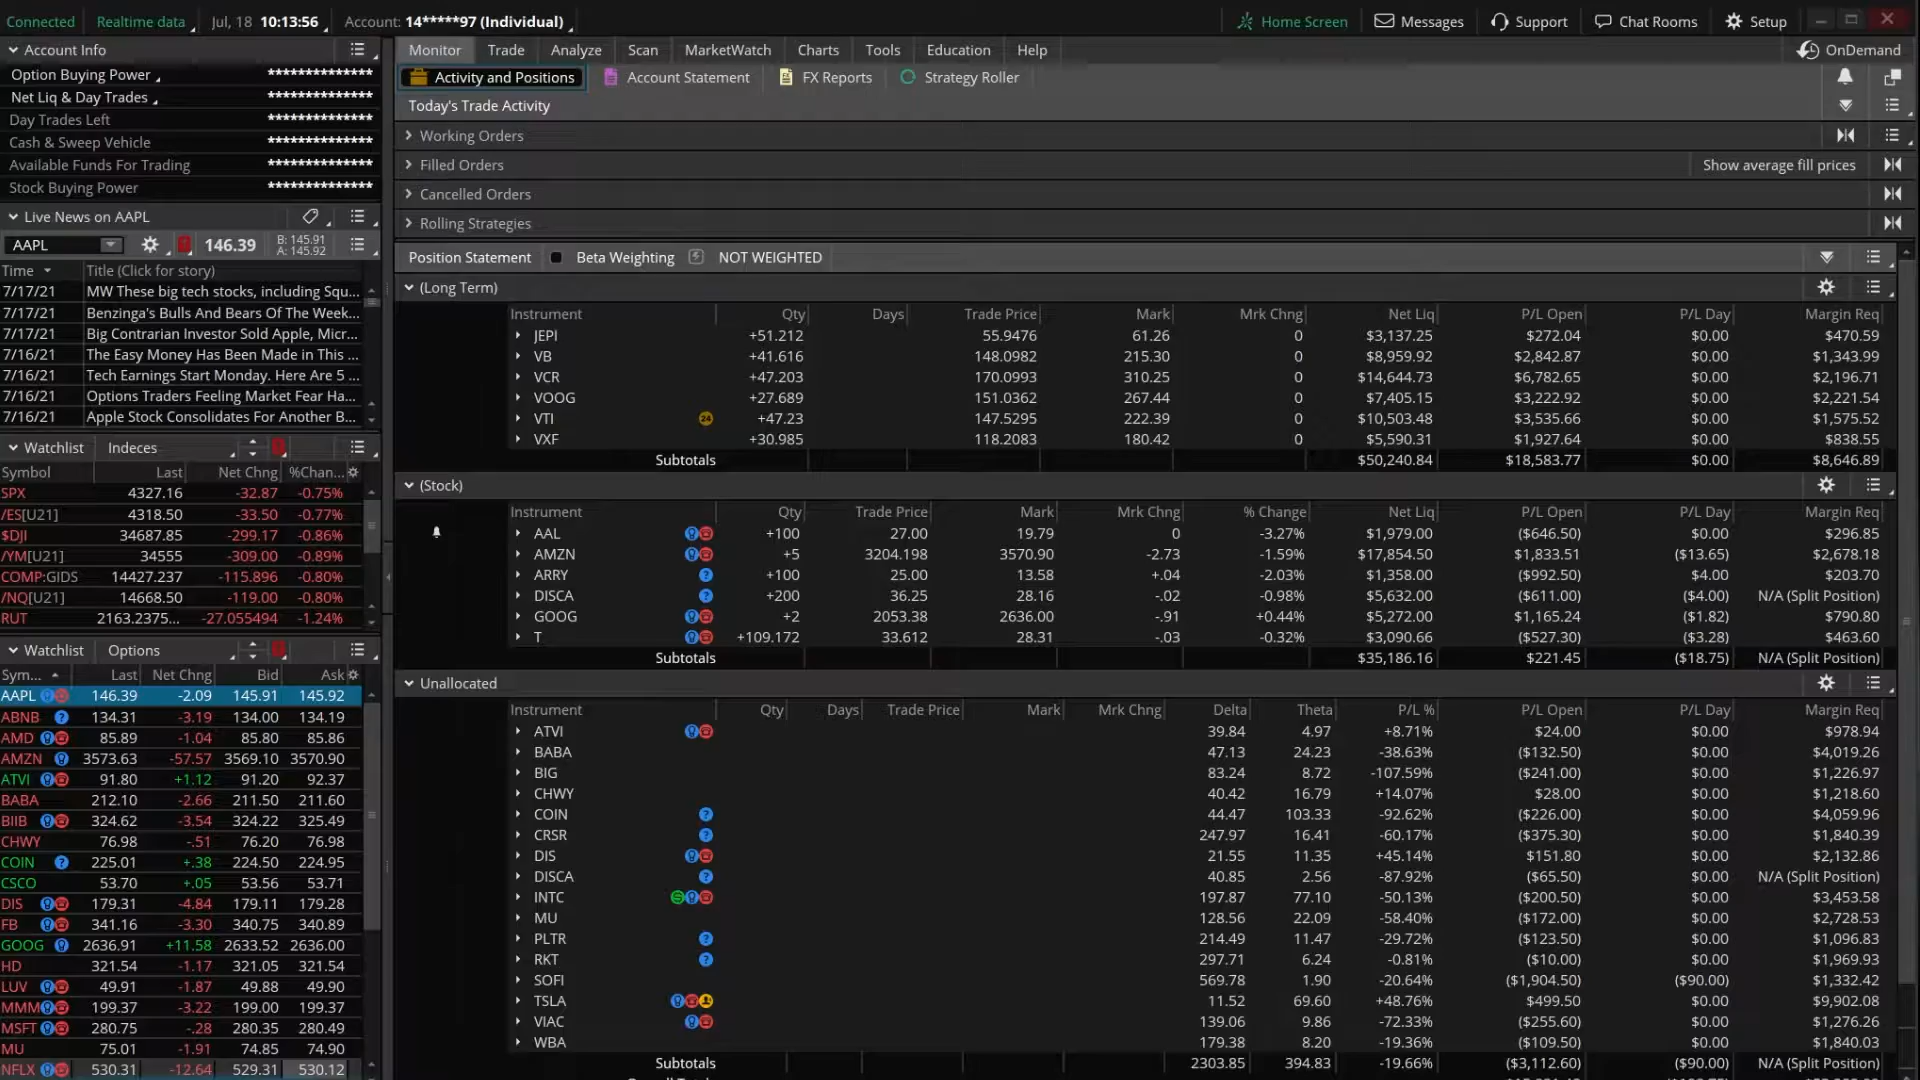 Connected Realtime data Jul, 18 10:13:56 Account: 14*****97 (Individual) Home Screen Messages Support Chat Rooms Setup
Account Info
Option Buying Power **************
Net Liq & Day Trades **************
Day Trades Left **************
Cash & Sweep Vehicle **************
Available Funds For Trading **************
Stock Buying Power **************
Live News on AAPL
AAPL 146.39 B: 145.91 A: 145.92
Time Title (Click for story)
7/17/21 MW These big tech stocks, including Squ...
7/17/21 Benzinga's Bulls And Bears Of The Week...
7/17/21 Big Contrarian Investor Sold Apple, Micr...
7/16/21 The Easy Money Has Been Made in This ...
7/16/21 Tech Earnings Start Monday. Here Are 5 ...
7/16/21 Options Traders Feeling Market Fear Ha...
7/16/21 Apple Stock Consolidates For Another B...
Watchlist Indeces
Symbol Last Net Chng %Chan...
SPX 4327.16 -32.87 -0.75%
/ES[U21] 4318.50 -33.50 -0.77%
$DJI 34687.85 -299.17 -0.86%
/YM[U21] 34555 -309.00 -0.89%
COMP:GIDS 14427.237 -115.896 -0.80%
/NQ[U21] 14668.50 -119.00 -0.80%
RUT 2163.2375... -27.055494 -1.24%
Watchlist Options
Sym... Last Net Chng Bid Ask
AAPL 146.39 -2.09 145.91 145.92
ABNB 134.31 -3.19 134.00 134.19
AMD 85.89 -1.04 85.80 85.86
AMZN 3573.63 -57.57 3569.10 3570.90
ATVI 91.80 +1.12 91.20 92.37
BABA 212.10 -2.66 211.50 211.60
BIIB 324.62 -3.54 324.22 325.49
CHWY 76.98 -.51 76.20 76.98
COIN 225.01 +.38 224.50 224.95
CSCO 53.70 +.05 53.56 53.71
DIS 179.31 -4.84 179.11 179.28
FB 341.16 -3.30 340.75 340.89
GOOG 2636.91 +11.58 2633.52 2636.00
HD 321.54 -1.17 321.05 321.54
LUV 49.91 -1.87 49.88 49.90
MMM 199.37 -3.22 199.00 199.37
MSFT 280.75 -.28 280.35 280.49
MU 75.01 -1.91 74.85 74.90
NFLX 530.31 -12.64 529.31 530.12
Monitor Trade Analyze Scan MarketWatch Charts Tools Education Help OnDemand
Activity and Positions Account Statement FX Reports Strategy Roller
Today's Trade Activity
Working Orders
Filled Orders Show average fill prices
Cancelled Orders
Rolling Strategies
Position Statement Beta Weighting NOT WEIGHTED
(Long Term)
Instrument Qty Days Trade Price Mark Mrk Chng Net Liq P/L Open P/L Day Margin Req
JEPI +51.212 55.9476 61.26 0 $3,137.25 $272.04 $0.00 $470.59
VB +41.616 148.0982 215.30 0 $8,959.92 $2,842.87 $0.00 $1,343.99
VCR +47.203 170.0993 310.25 0 $14,644.73 $6,782.65 $0.00 $2,196.71
VOOG +27.689 151.0362 267.44 0 $7,405.15 $3,222.92 $0.00 $2,221.54
VTI 24 +47.23 147.5295 222.39 0 $10,503.48 $3,535.66 $0.00 $1,575.52
VXF +30.985 118.2083 180.42 0 $5,590.31 $1,927.64 $0.00 $838.55
Subtotals $50,240.84 $18,583.77 $0.00 $8,646.89
(Stock)
Instrument Qty Trade Price Mark Mrk Chng % Change Net Liq P/L Open P/L Day Margin Req
AAL +100 27.00 19.79 0 -3.27% $1,979.00 ($646.50) $0.00 $296.85
AMZN +5 3204.198 3570.90 -2.73 -1.59% $17,854.50 $1,833.51 ($13.65) $2,678.18
ARRY +100 25.00 13.58 +.04 -2.03% $1,358.00 ($992.50) $4.00 $203.70
DISCA +200 36.25 28.16 -.02 -0.98% $5,632.00 ($611.00) ($4.00) N/A (Split Position)
GOOG +2 2053.38 2636.00 -.91 +0.44% $5,272.00 $1,165.24 ($1.82) $790.80
T +109.172 33.612 28.31 -.03 -0.32% $3,090.66 ($527.30) ($3.28) $463.60
Subtotals $35,186.16 $221.45 ($18.75) N/A (Split Position)
Unallocated
Instrument Qty Days Trade Price Mark Mrk Chng Delta Theta P/L % P/L Open P/L Day Margin Req
ATVI 39.84 4.97 +8.71% $24.00 $0.00 $978.94
BABA 47.13 24.23 -38.63% ($132.50) $0.00 $4,019.26
BIG 83.24 8.72 -107.59% ($241.00) $0.00 $1,226.97
CHWY 40.42 16.79 +14.07% $28.00 $0.00 $1,218.60
COIN 44.47 103.33 -92.62% ($226.00) $0.00 $4,059.96
CRSR 247.97 16.41 -60.17% ($375.30) $0.00 $1,840.39
DIS 21.55 11.35 +45.14% $151.80 $0.00 $2,132.86
DISCA 40.85 2.56 -87.92% ($65.50) $0.00 N/A (Split Position)
INTC 197.87 77.10 -50.13% ($200.50) $0.00 $3,453.58
MU 128.56 22.09 -58.40% ($172.00) $0.00 $2,728.53
PLTR 214.49 11.47 -29.72% ($123.50) $0.00 $1,096.83
RKT 297.71 6.24 -0.81% ($10.00) $0.00 $1,969.93
SOFI 569.78 1.90 -20.64% ($1,904.50) ($90.00) $1,332.42
TSLA 11.52 69.60 +48.76% $499.50 $0.00 $9,902.08
VIAC 139.06 9.86 -72.33% ($255.60) $0.00 $1,276.26
WBA 179.38 8.20 -19.36% ($109.50) $0.00 $1,840.03
Subtotals 2303.85 394.83 -19.66% ($3,112.60) ($90.00) N/A (Split Position)